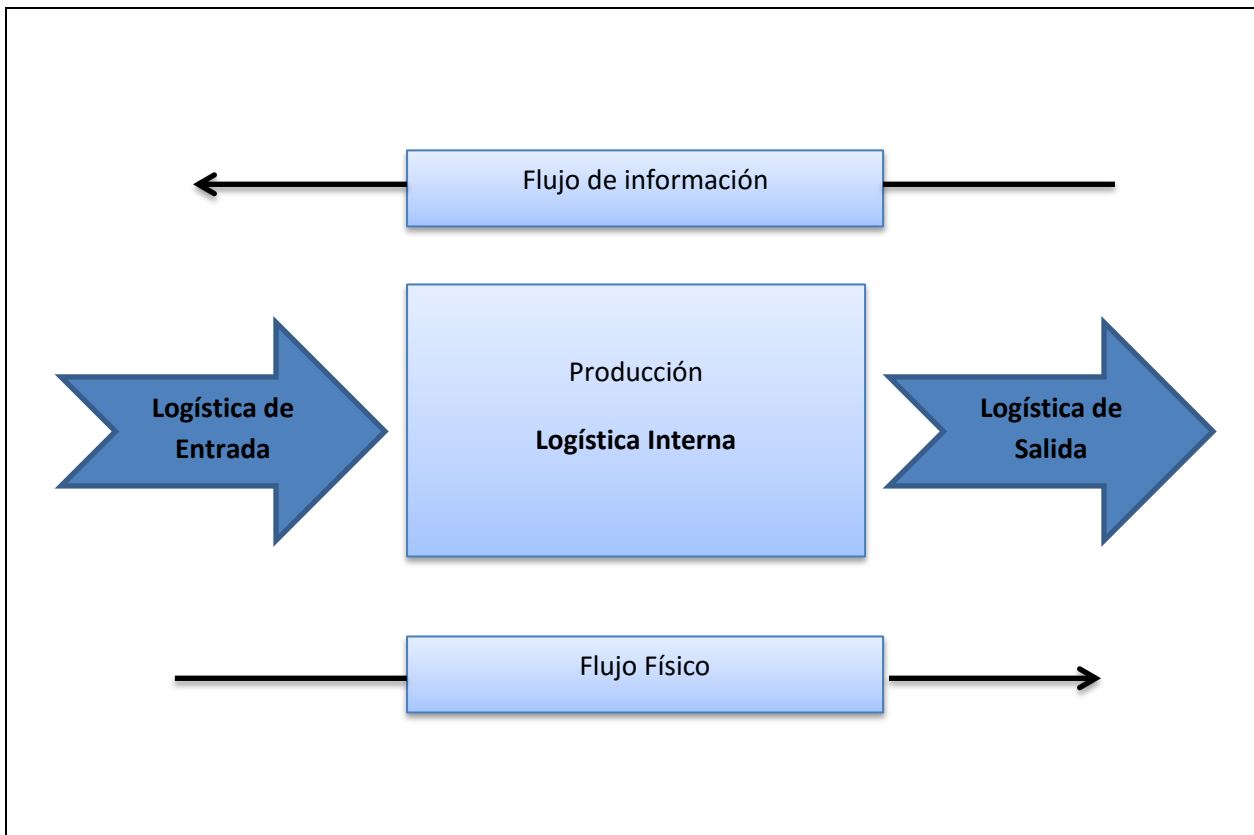 Flujo de información
Logística de
Entrada
Producción
Logística Interna
Logística de
Salida
Flujo Físico